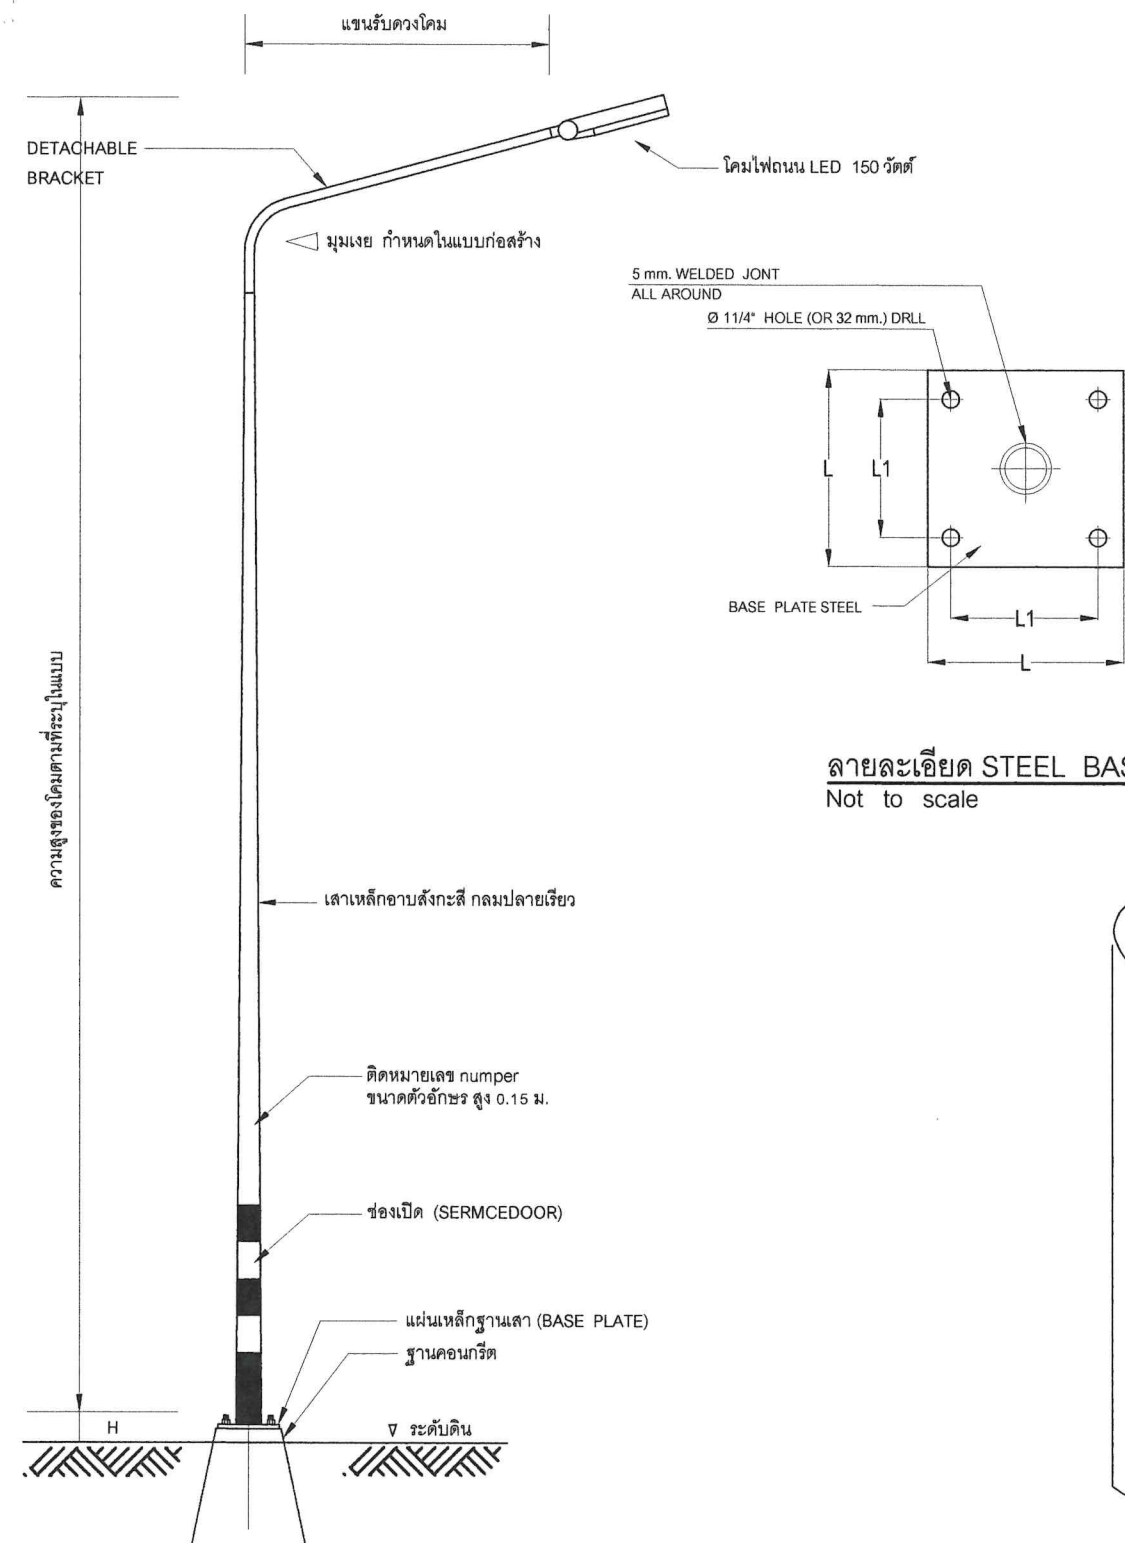 แขนรับดวงโคม
DETACHABLE
BRACKET
โคมไฟถนน LED 150 วัตต์
มุมเงย กำหนดในแบบก่อสร้าง
5 mm. WELDED JONT
ALL AROUND
Ø 11/4" HOLE (OR 32 mm.) DRLL
L
L1
BASE PLATE STEEL
L1
L
ความสูงของโคมตามที่ระบุในแบบ
ลายละเอียด STEEL BAS
Not to scale
เสาเหล็กอาบสังกะสี กลมปลายเรียว
ติดหมายเลข numper
ขนาดตัวอักษร สูง 0.15 ม.
ช่องเปิด (SERMCEDOOR)
แผ่นเหล็กฐานเสา (BASE PLATE)
ฐานคอนกรีต
H
ระดับดิน